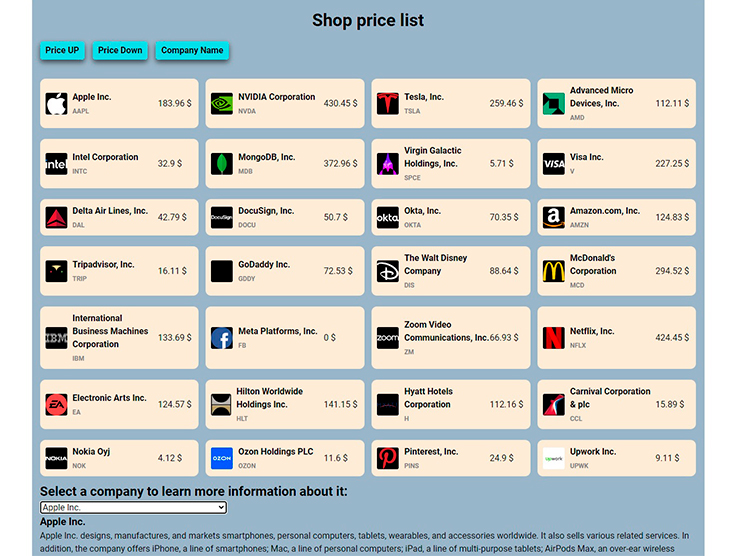 Shop price list
Price UP
Price Down
Company Name
Apple Inc.
AAPL
183.96 $
NVIDIA Corporation
NVDA
430.45 $
Tesla, Inc.
TSLA
259.46 $
Advanced Micro
Devices, Inc.
AMD
112.11 $
intel
Intel Corporation
INTC
32.9 $
MongoDB, Inc.
MDB
372.96 $
Virgin Galactic
Holdings, Inc.
SPCE
5.71 $
VISA
Visa Inc.
V
227.25 $
Delta Air Lines, Inc.
DAL
42.79 $
DocuSign
DocuSign, Inc.
DOCU
50.7 $
okta
Okta, Inc.
OKTA
70.35 $
a
Amazon.com, Inc.
AMZN
124.83 $
Tripadvisor, Inc.
TRIP
16.11 $
GoDaddy Inc.
GDDY
72.53 $
The Walt Disney
Company
DIS
88.64 $
McDonald's
Corporation
MCD
294.52 $
IBM
International
Business Machines
Corporation
IBM
133.69 $
f
Meta Platforms, Inc.
FB
0 $
zoom
Zoom Video
Communications, Inc.
ZM
66.93 $
N
Netflix, Inc.
NFLX
424.45 $
EA
Electronic Arts Inc.
EA
124.57 $
Hilton Worldwide
Holdings Inc.
HLT
141.15 $
Hyatt Hotels
Corporation
H
112.16 $
Carnival Corporation
& plc
CCL
15.89 $
NOKIA
Nokia Oyj
NOK
4.12 $
OZON
Ozon Holdings PLC
OZON
11.6 $
Pinterest, Inc.
PINS
24.9 $
upwork
Upwork Inc.
UPWK
9.11 $
Select a company to learn more information about it:
Apple Inc.
Apple Inc.
Apple Inc. designs, manufactures, and markets smartphones, personal computers, tablets, wearables, and accessories worldwide. It also sells various related services. In
addition, the company offers iPhone, a line of smartphones; Mac, a line of personal computers; iPad, a line of multi-purpose tablets; AirPods Max, an over-ear wireless